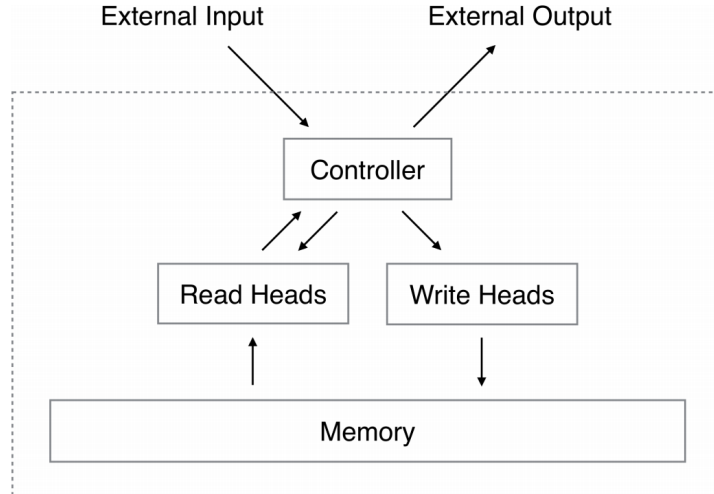 External Input
External Output
Controller
Read Heads
Write Heads
Memory